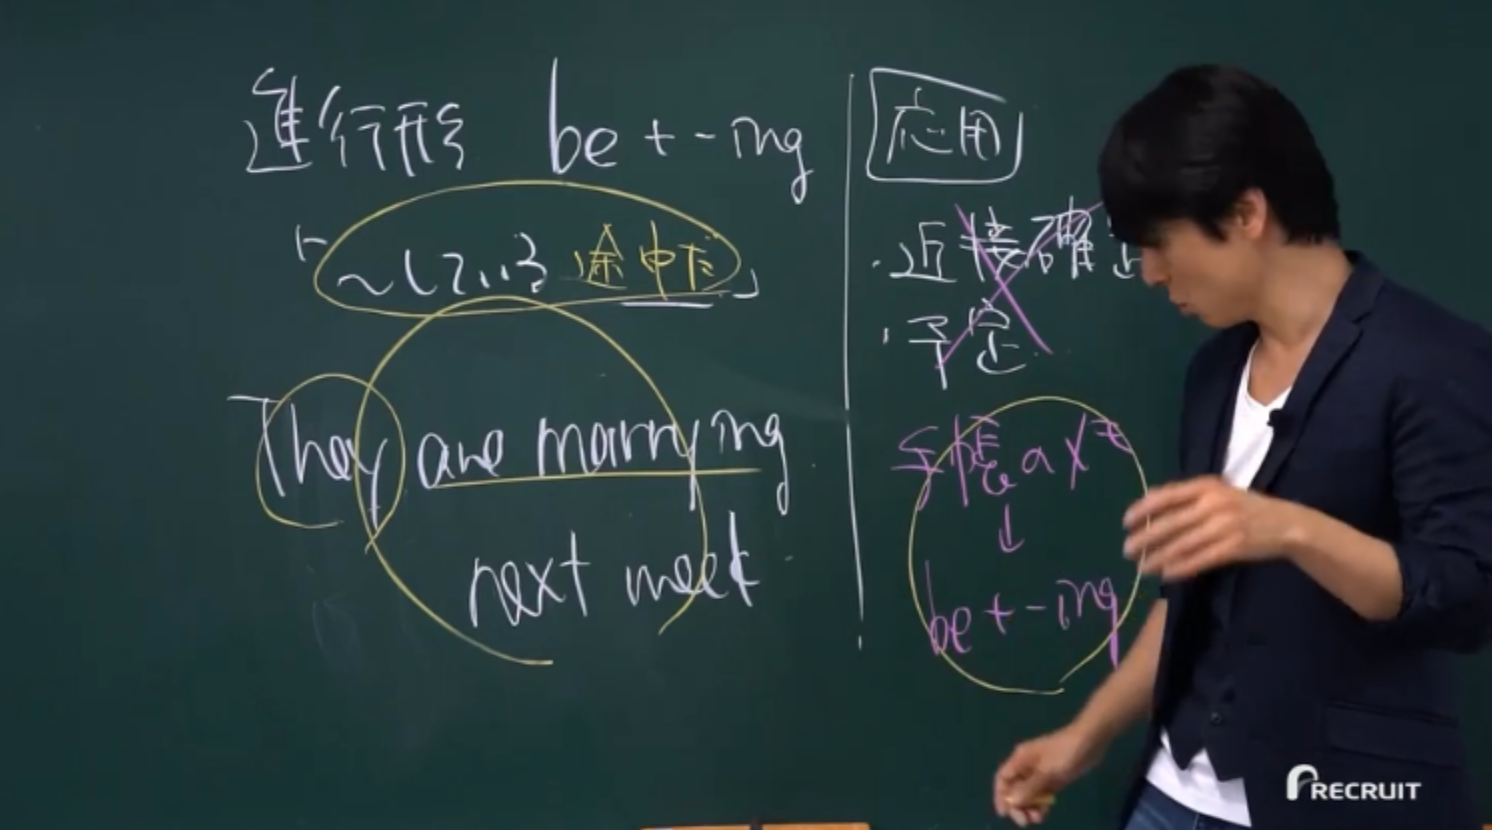 進行形 be + -ing
「~している途中だ」
They are marrying
next week.
応用
・近接確定
・予定
手帳のメモ
↓
be + -ing
RECRUIT